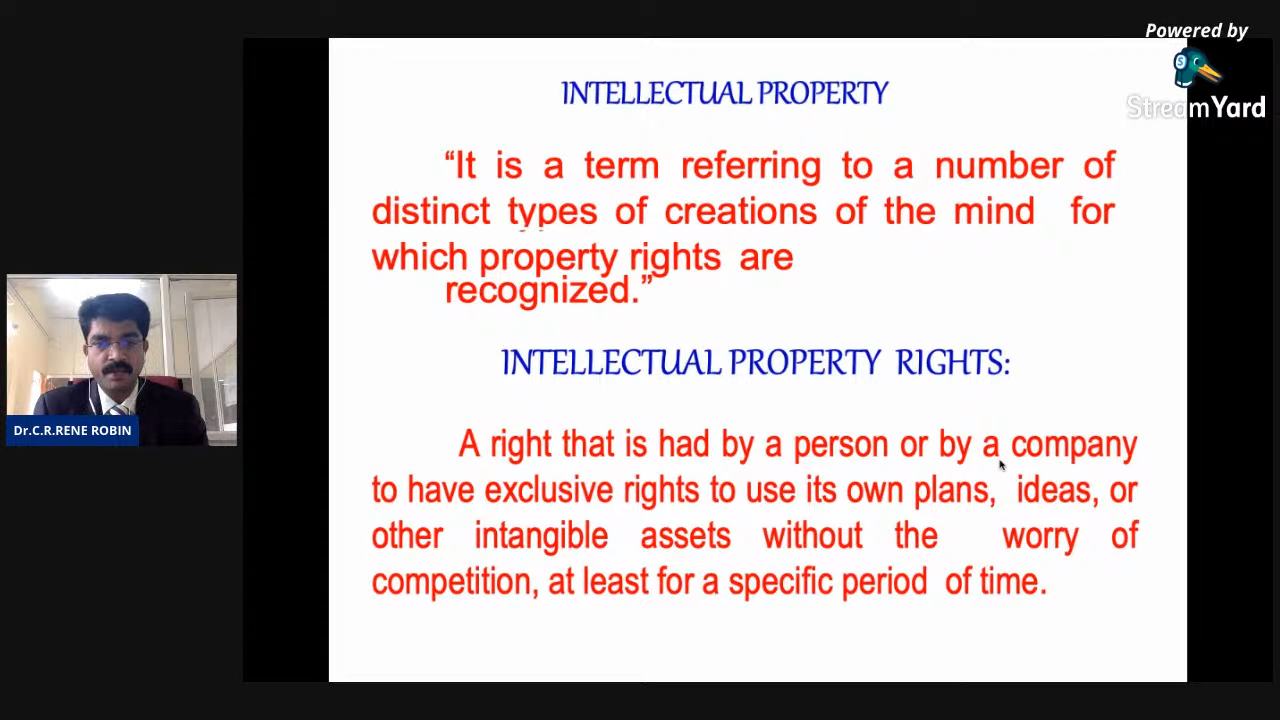 Powered by
StreamYard
INTELLECTUAL PROPERTY
“It is a term referring to a number of
distinct types of creations of the mind for
which property rights are
recognized.”
INTELLECTUAL PROPERTY RIGHTS:
A right that is had by a person or by a company
to have exclusive rights to use its own plans, ideas, or
other intangible assets without the worry of
competition, at least for a specific period of time.
Dr.C.R.RENE ROBIN